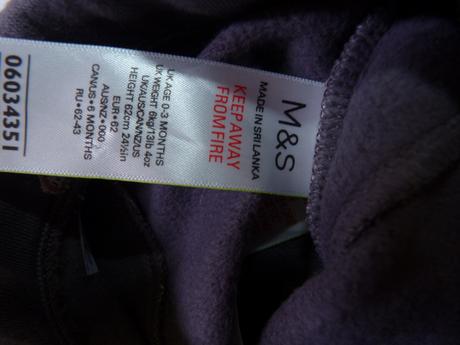 M&S
MADE IN SRI LANKA
KEEP AWAY
FROM FIRE
UK AGE 0-3 MONTHS
UK WEIGHT 6kg/13lb 4oz
UK/AUS/CAN/NZ/US
HEIGHT 62cm 24½in
EUR•62
AUS/NZ•000
CAN/US•6 MONTHS
RU•62-43
06034351